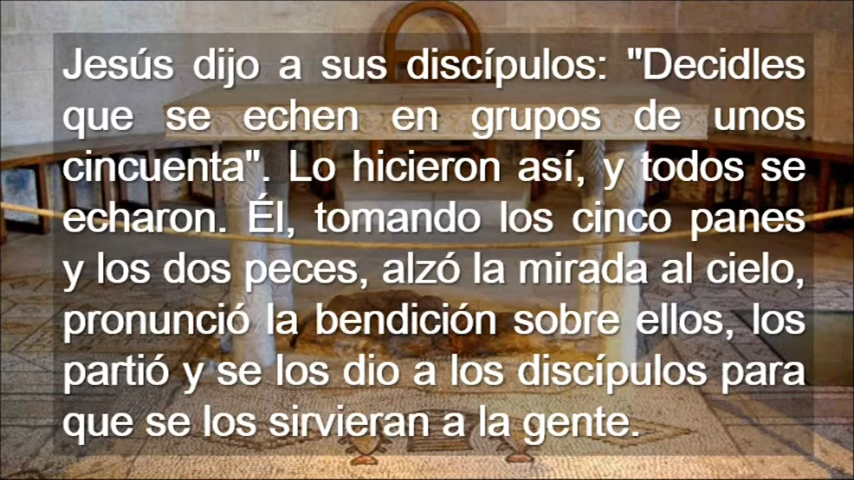 Jesús dijo a sus discípulos: "Decidles
que se echen en grupos de unos
cincuenta". Lo hicieron así, y todos se
echaron. Él, tomando los cinco panes
y los dos peces, alzó la mirada al cielo,
pronunció la bendición sobre ellos, los
partió y se los dio a los discípulos para
que se los sirvieran a la gente.